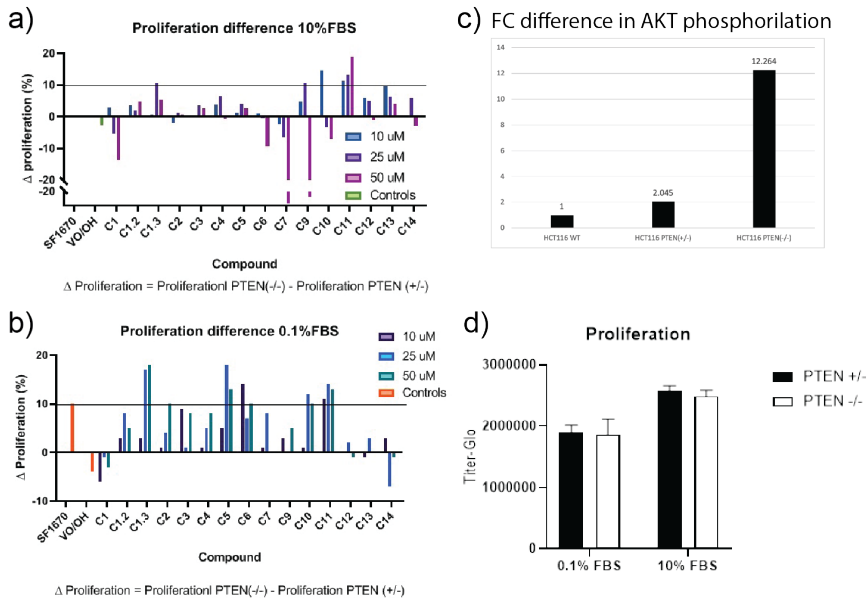 a)
Proliferation difference 10%FBS
Δ proliferation (%)
20
10
0
-10
-20
-20
10 uM
25 uM
50 uM
Controls
SF1670
VO/OH
C1
C1.2
C1.3
C2
C3
C4
C5
C6
C7
C9
C10
C11
C12
C13
C14
Compound
Δ Proliferation = Proliferationl PTEN(-/-) - Proliferation PTEN (+/-)
b)
Proliferation difference 0.1%FBS
Δ Proliferation (%)
20
10
0
-10
10 uM
25 uM
50 uM
Controls
SF1670
VO/OH
C1
C1.2
C1.3
C2
C3
C4
C5
C6
C7
C9
C10
C11
C12
C13
C14
Compound
Δ Proliferation = Proliferationl PTEN(-/-) - Proliferation PTEN (+/-)
c)
FC difference in AKT phosphorilation
14
12
10
8
6
4
2
0
1
2.045
12.264
HCT116 WT
HCT116 PTEN(+/-)
HCT116 PTEN(-/-)
d)
Proliferation
Titer-Glo
3000000
2000000
1000000
0
PTEN +/-
PTEN -/-
0.1% FBS
10% FBS